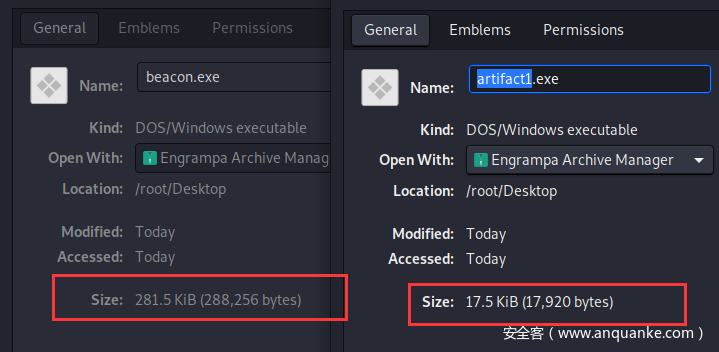 General Emblems Permissions
Name: beacon.exe
Kind: DOS/Windows executable
Open With: Engrampa Archive Manag
Location: /root/Desktop
Modified: Today
Accessed: Today
Size: 281.5 KiB (288,256 bytes)
General Emblems Permissions
Name: artifact1.exe
Kind: DOS/Windows executable
Open With: Engrampa Archive Manager
Location: /root/Desktop
Modified: Today
Accessed: Today
Size: 17.5 KiB (17,920 bytes)
安全客（www.anquanke.com）